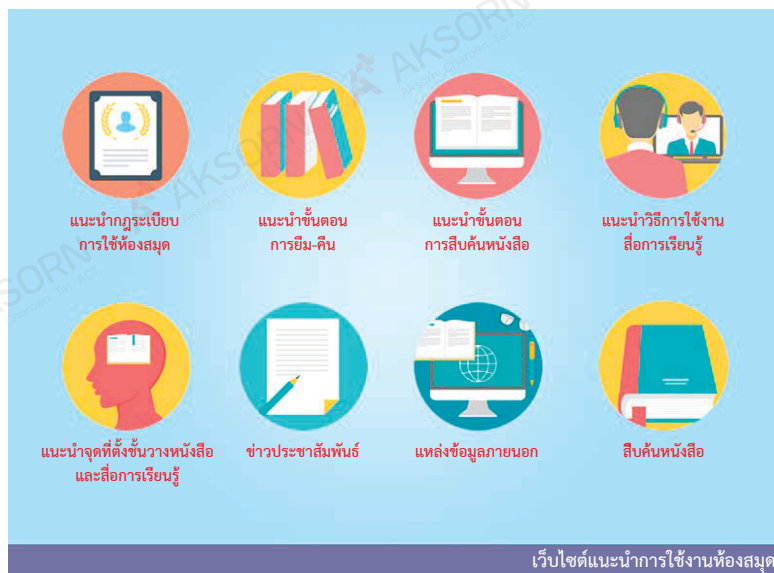 AKSORN
Aksorn Charoen Tat ACT
แนะนำกฎระเบียบ
การใช้ห้องสมุด
แนะนำขั้นตอน
การยืม-คืน
แนะนำขั้นตอน
การสืบค้นหนังสือ
แนะนำวิธีการใช้งาน
สื่อการเรียนรู้
แนะนำจุดที่ตั้งชั้นวางหนังสือ
และสื่อการเรียนรู้
ข่าวประชาสัมพันธ์
แหล่งข้อมูลภายนอก
สืบค้นหนังสือ
เว็บไซต์แนะนำการใช้งานห้องสมุด